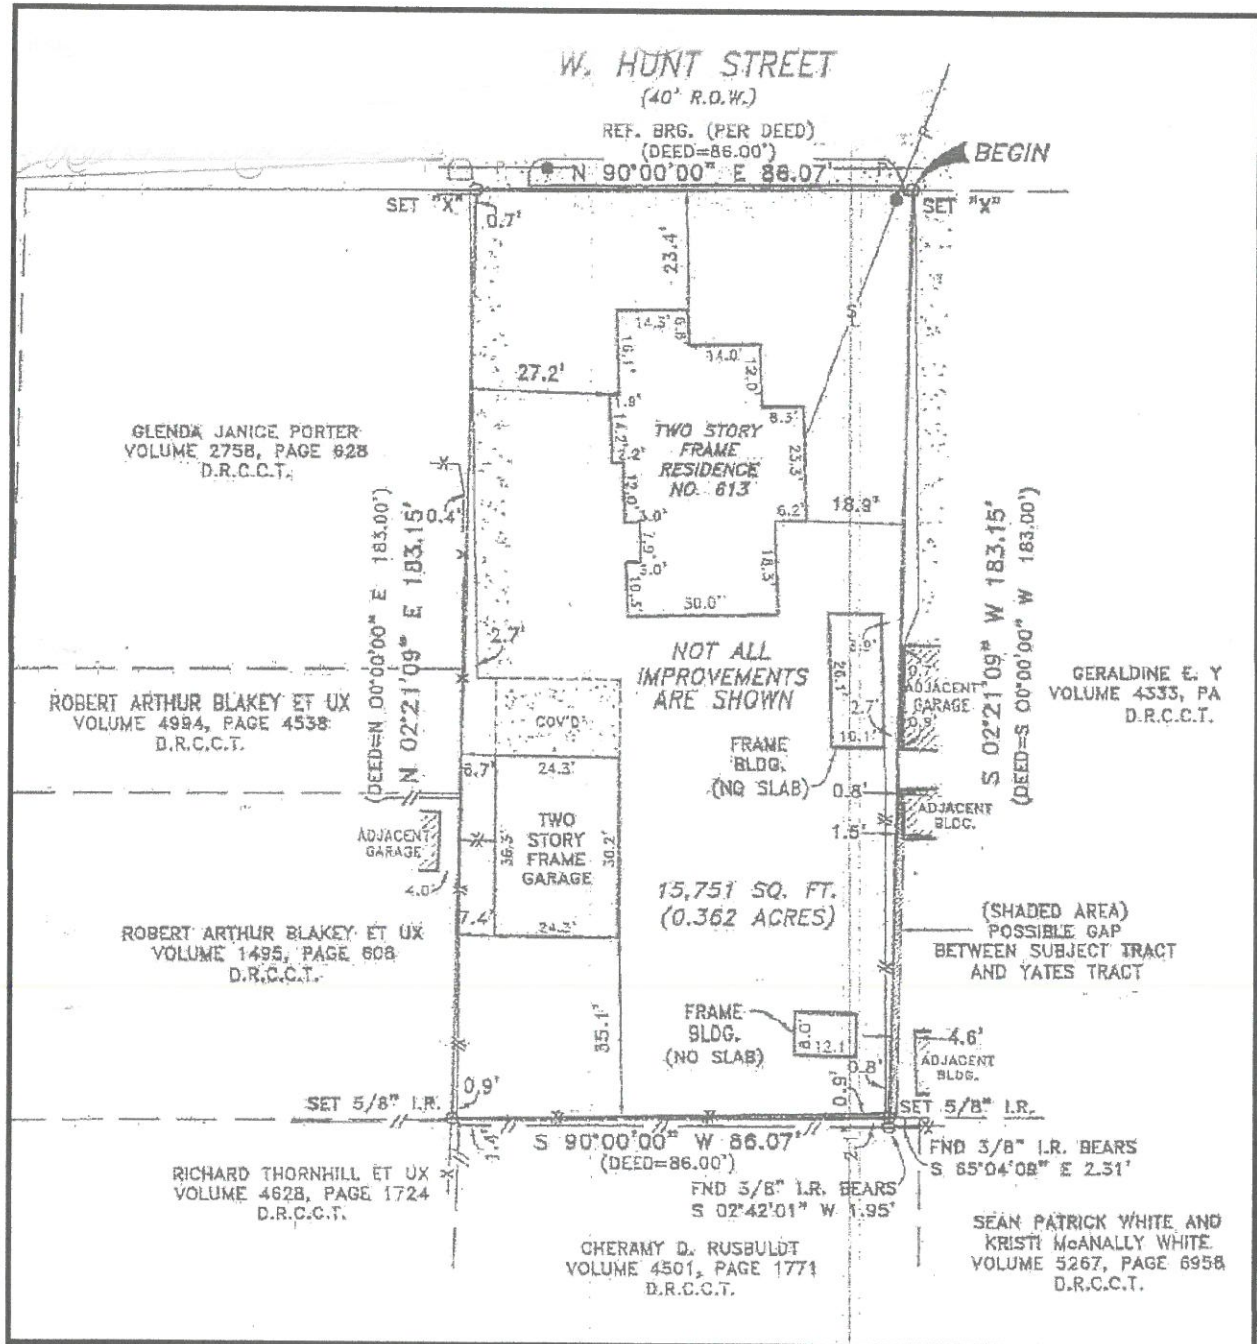 W. HUNT STREET
(40' R.O.W.)
REF. BRG. (PER DEED)
(DEED=86.00')
N 90°00'00" E 86.07'
BEGIN
SET "X"
SET "X"
0.7'
23.4'
14.5'
6.6'
16.1'
14.0'
12.0'
27.2'
1.9'
8.3'
14.2'
TWO STORY
FRAME
RESIDENCE
NO. 613
23.3'
GLENDA JANICE PORTER
VOLUME 2758, PAGE 628
D.R.C.C.T.
12.0'
3.0'
6.2'
18.9'
0.4'
7.9'
18.3'
10.5'
30.0'
(DEED=N 00°00'00" E 183.00')
N 02°21'09" E 183.15'
S 02°21'09" W 183.15'
(DEED=S 00°00'00" W 183.00')
2.7'
NOT ALL
IMPROVEMENTS
ARE SHOWN
26.1'
2.7'
10.1'
ADJACENT
GARAGE
0.9'
GERALDINE E. Y
VOLUME 4333, PA
D.R.C.C.T.
ROBERT ARTHUR BLAKEY ET UX
VOLUME 4994, PAGE 4538
D.R.C.C.T.
COV'D
FRAME
BLDG.
(NO SLAB)
6.7'
24.3'
0.8'
ADJACENT
BLDG.
1.5'
ADJACENT
GARAGE
4.0'
36.3'
TWO
STORY
FRAME
GARAGE
30.2'
7.4'
24.3'
15,751 SQ. FT.
(0.362 ACRES)
(SHADED AREA)
POSSIBLE GAP
BETWEEN SUBJECT TRACT
AND YATES TRACT
ROBERT ARTHUR BLAKEY ET UX
VOLUME 1495, PAGE 606
D.R.C.C.T.
35.1'
FRAME
BLDG.
(NO SLAB)
8.0'
12.1
4.6'
ADJACENT
BLDG.
0.8'
0.9'
0.9'
SET 5/8" I.R.
SET 5/8" I.R.
1.4'
S 90°00'00" W 86.07'
(DEED=86.00')
2.1'
FND 3/8" I.R. BEARS
S 65°04'08" E 2.31'
FND 3/8" I.R. BEARS
S 02°42'01" W 1.95'
RICHARD THORNHILL ET UX
VOLUME 4628, PAGE 1724
D.R.C.C.T.
CHERAMY D. RUSBULDT
VOLUME 4501, PAGE 1771
D.R.C.C.T.
SEAN PATRICK WHITE AND
KRISTI McANALLY WHITE
VOLUME 5267, PAGE 6958
D.R.C.C.T.